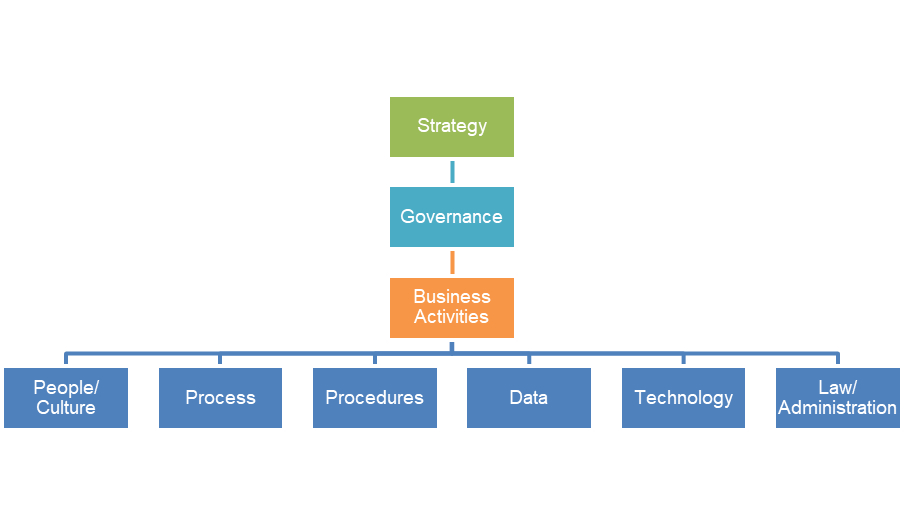 Strategy
Governance
Business
Activities
People/
Culture
Process
Procedures
Data
Technology
Law/
Administration